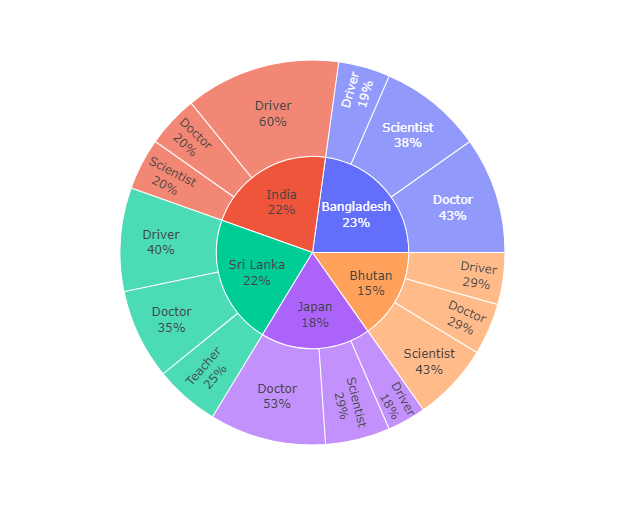 Driver
60%
Driver
19%
Scientist
38%
Doctor
43%
Doctor
20%
Scientist
20%
India
22%
Bangladesh
23%
Driver
40%
Sri Lanka
22%
Bhutan
15%
Japan
18%
Driver
29%
Doctor
29%
Scientist
43%
Doctor
35%
Teacher
25%
Doctor
53%
Scientist
29%
Driver
18%